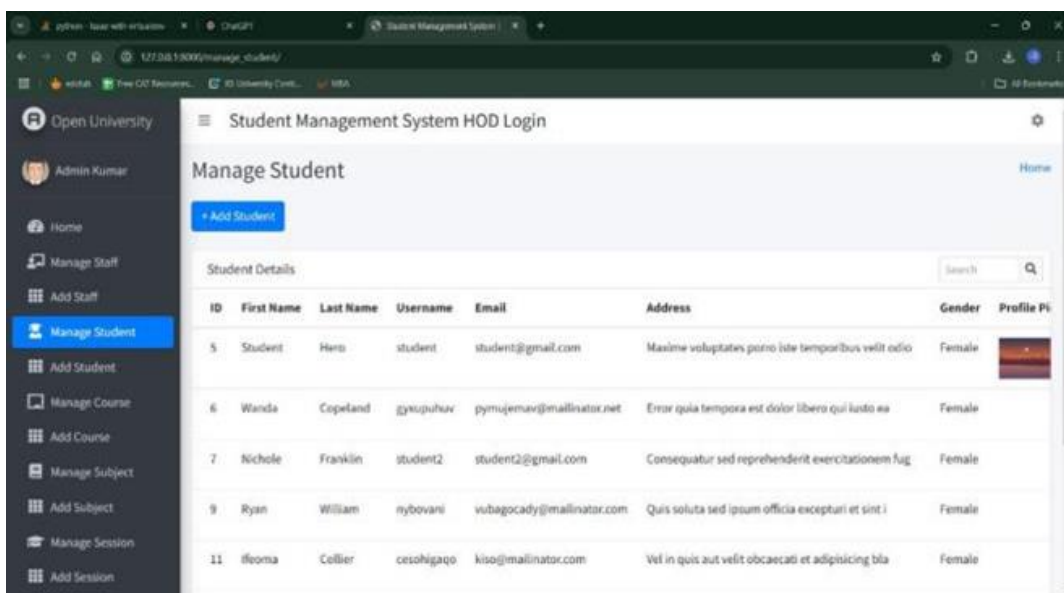 ChatGPT
Student Management System |
127.0.0.1:8000/manage_student/
MBA
All Bookmarks
Open University
Student Management System HOD Login
Admin Kumar
Manage Student
Home
+ Add Student
Home
Manage Staff
Student Details
Search
Add Staff
ID First Name Last Name Username Email Address Gender Profile Pi
Manage Student
5 Student Hero student student@gmail.com Maxime voluptates porro iste temporibus velit odio Female
Add Student
Manage Course
6 Wanda Copeland gyxupuhuv pymujemav@mailinator.net Error quia tempora est dolor libero qui iusto ea Female
Add Course
7 Nichole Franklin student2 student2@gmail.com Consequatur sed reprehenderit exercitationem fug Female
Manage Subject
Add Subject
9 Ryan William nybovani vubagocady@mailinator.com Quis soluta sed ipsum officia excepturi et sint i Female
Manage Session
11 Ifeoma Collier cesohigaqo kiso@mailinator.com Vel in quis aut velit obcaecati et adipisicing bla Female
Add Session